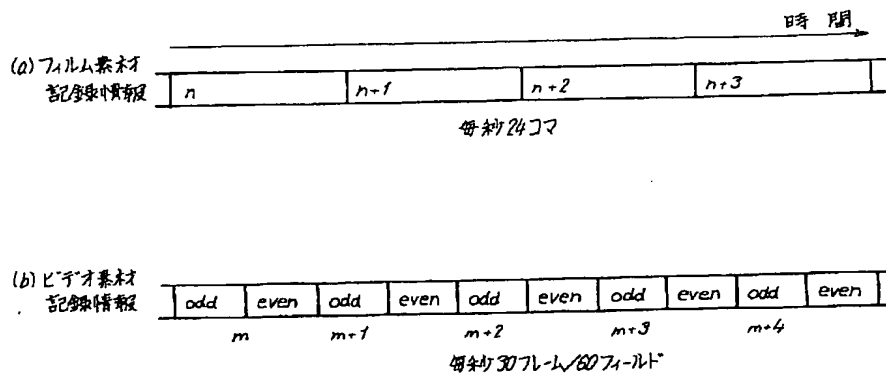 時間
(a) フィルム素材
記録情報
n n+1 n+2 n+3
毎秒24コマ
(b) ビデオ素材
記録情報
odd even odd even odd even odd even odd even
m m+1 m+2 m+3 m+4
毎秒30フレーム/60フィールド